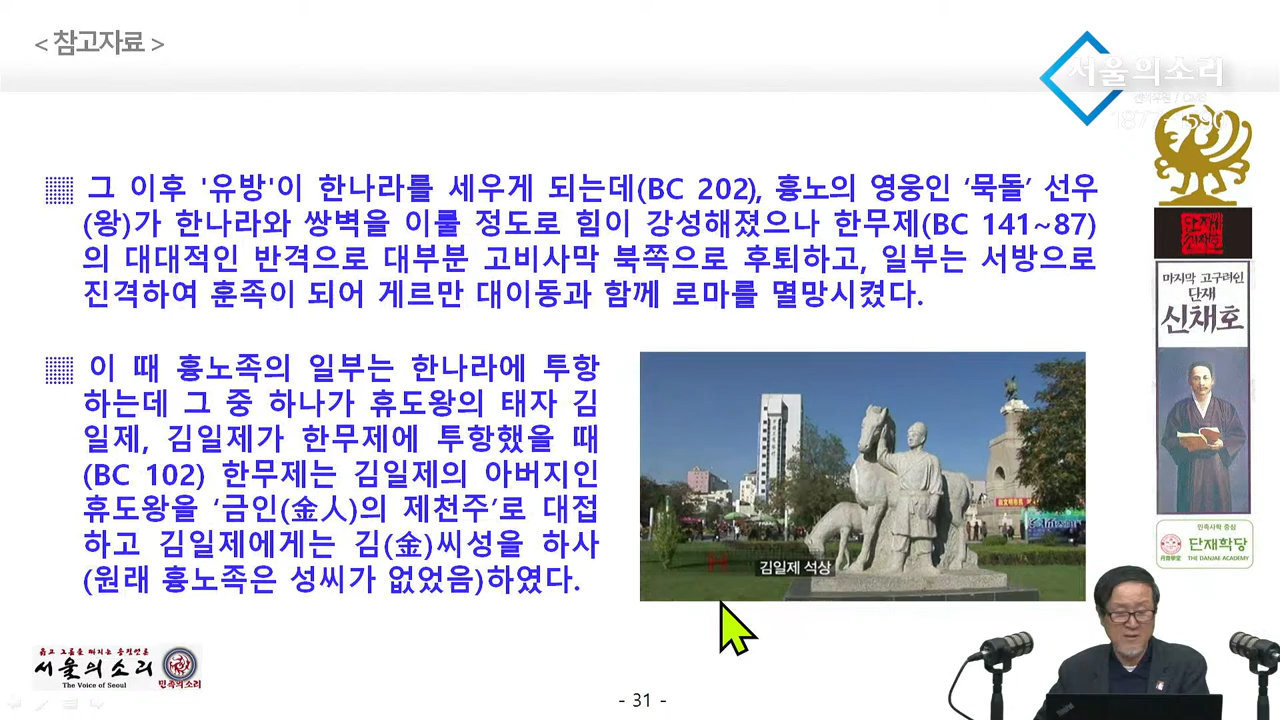 < 참고자료 >
서울의소리
▦ 그 이후 '유방'이 한나라를 세우게 되는데(BC 202), 흉노의 영웅인 ‘묵돌’ 선우
(왕)가 한나라와 쌍벽을 이룰 정도로 힘이 강성해졌으나 한무제(BC 141~87)
의 대대적인 반격으로 대부분 고비사막 북쪽으로 후퇴하고, 일부는 서방으로
진격하여 훈족이 되어 게르만 대이동과 함께 로마를 멸망시켰다.
▦ 이 때 흉노족의 일부는 한나라에 투항
하는데 그 중 하나가 휴도왕의 태자 김
일제, 김일제가 한무제에 투항했을 때
(BC 102) 한무제는 김일제의 아버지인
휴도왕을 ‘금인(金人)의 제천주’로 대접
하고 김일제에게는 김(金)씨성을 하사
(원래 흉노족은 성씨가 없었음)하였다.
김일제 석상
마지막 고구려인
단재
신채호
민족사학 중심
단재학당
THE DANJAE ACADEMY
서울의소리
The Voice of Seoul
민족의소리
- 31 -